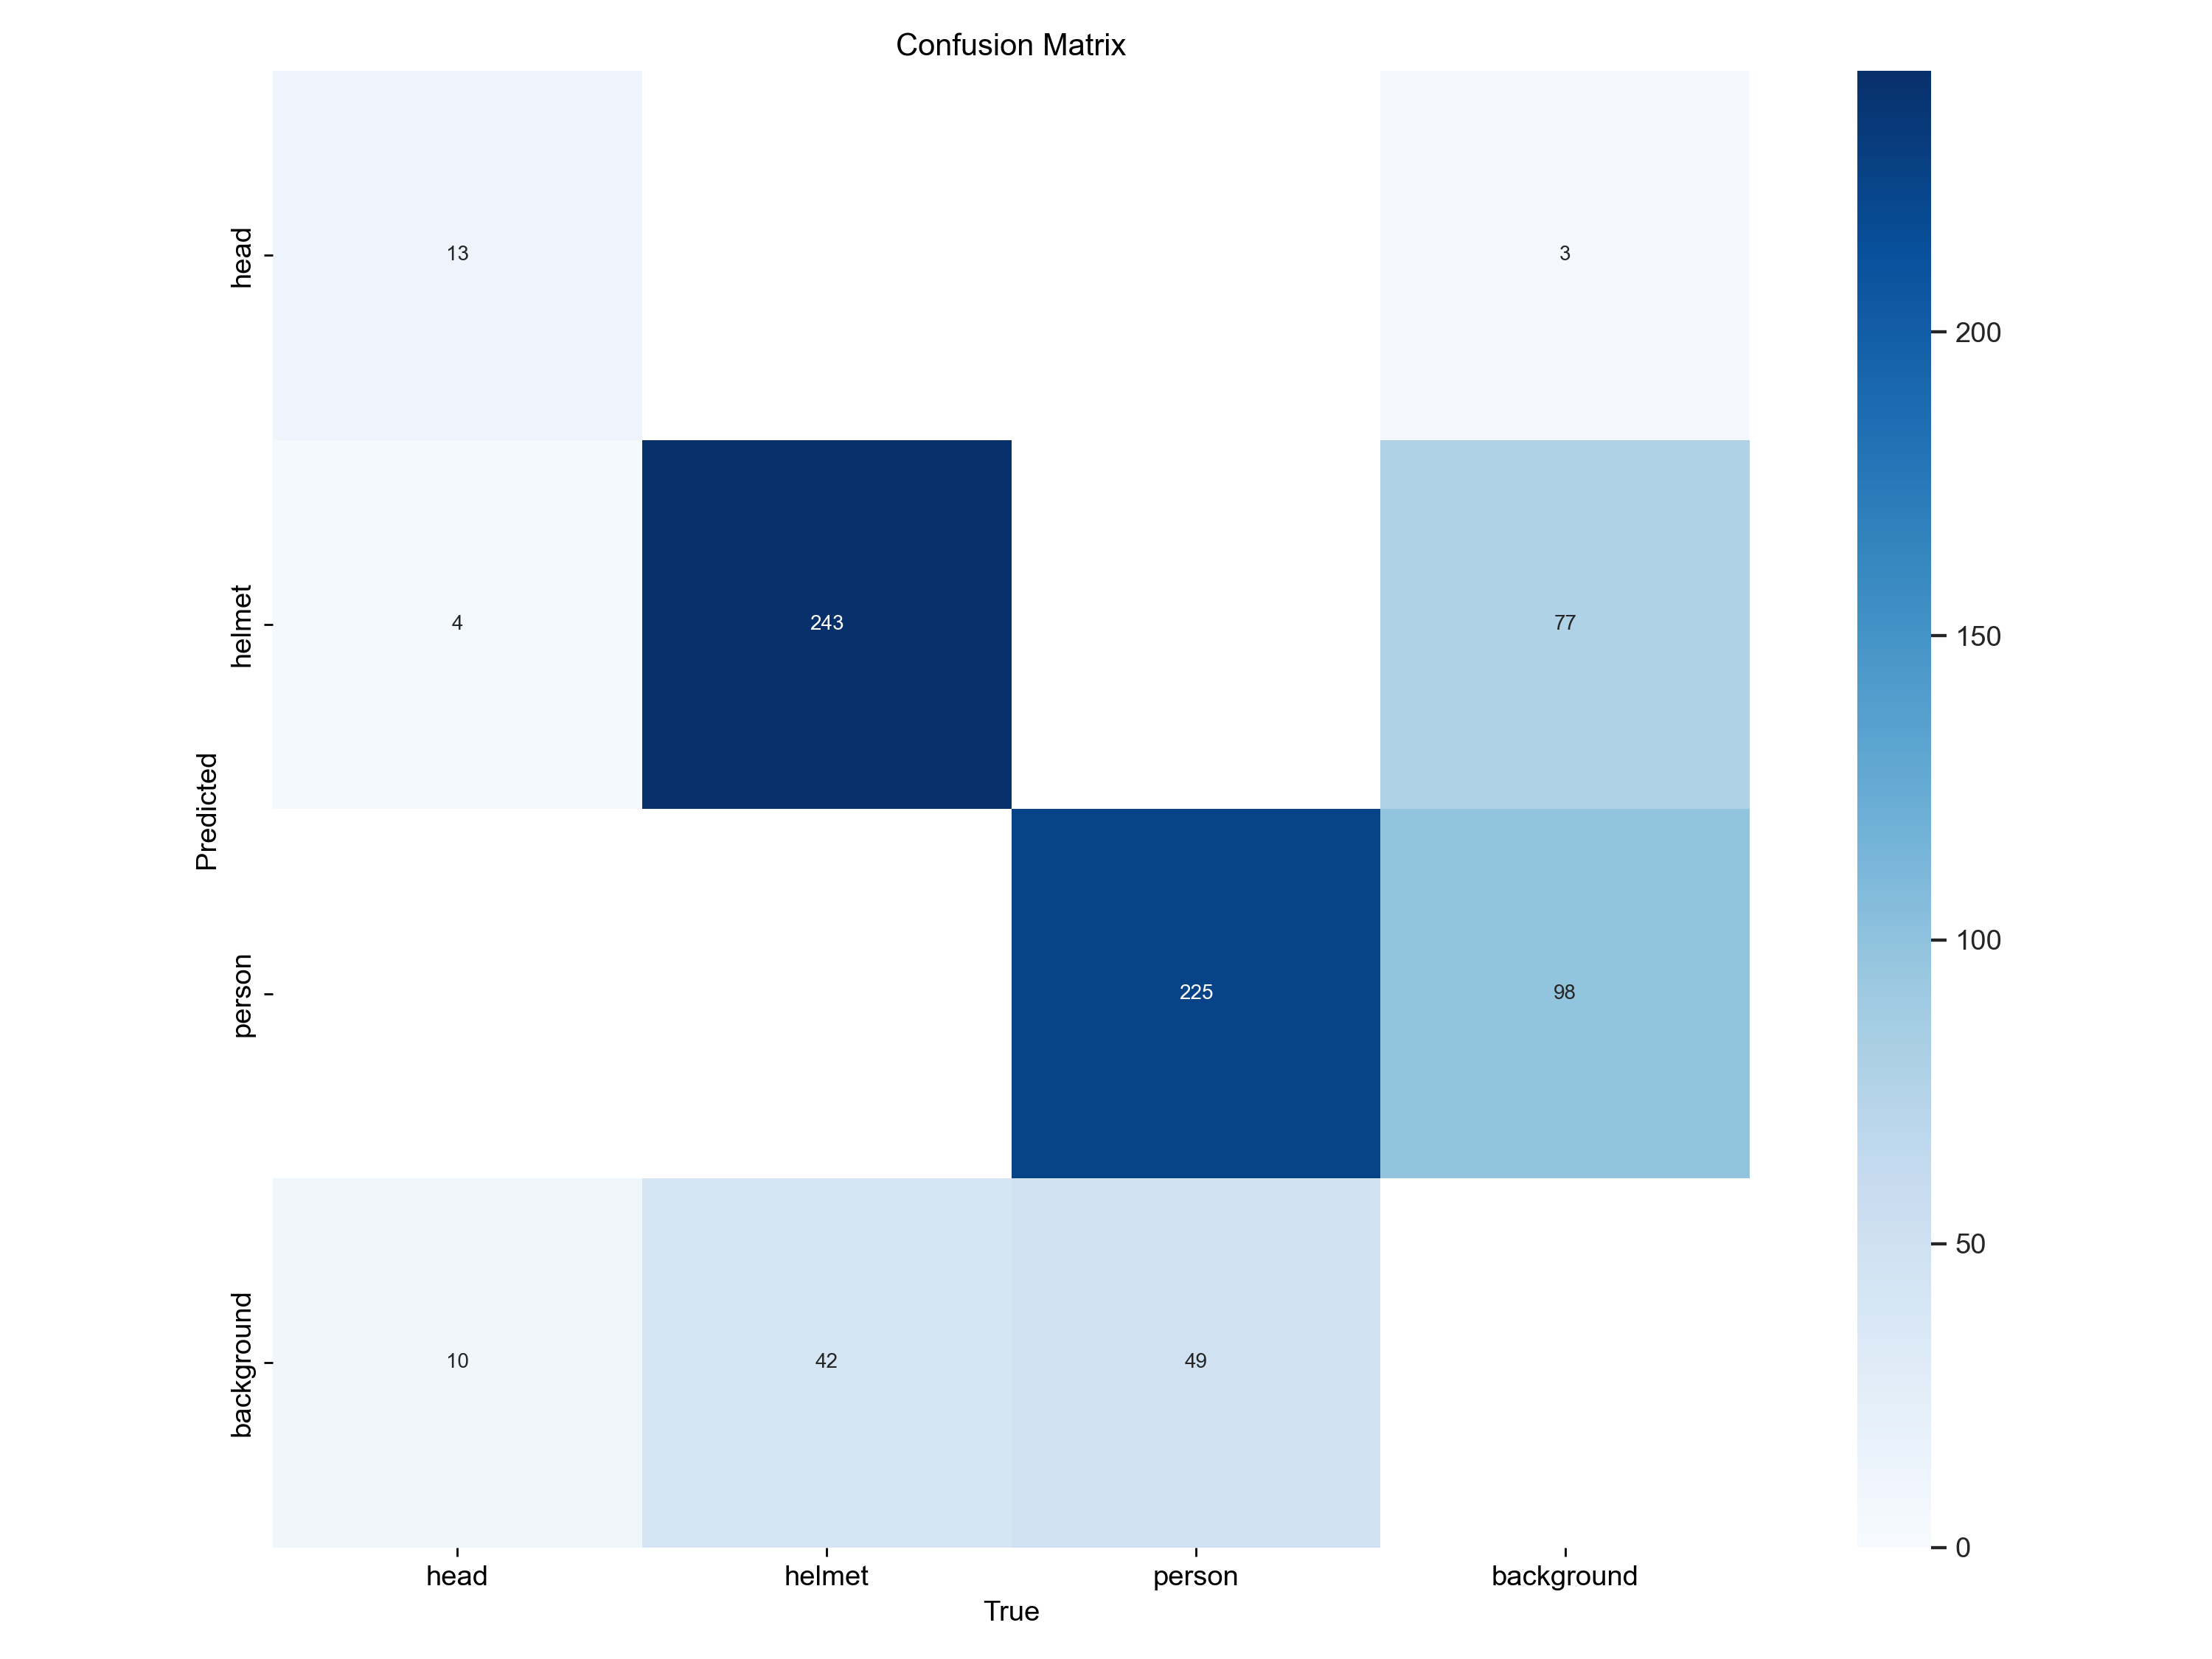 Confusion Matrix
head
13
3
200
helmet
4
243
77
150
Predicted
person
225
98
100
background
10
42
49
50
0
head
helmet
person
background
True